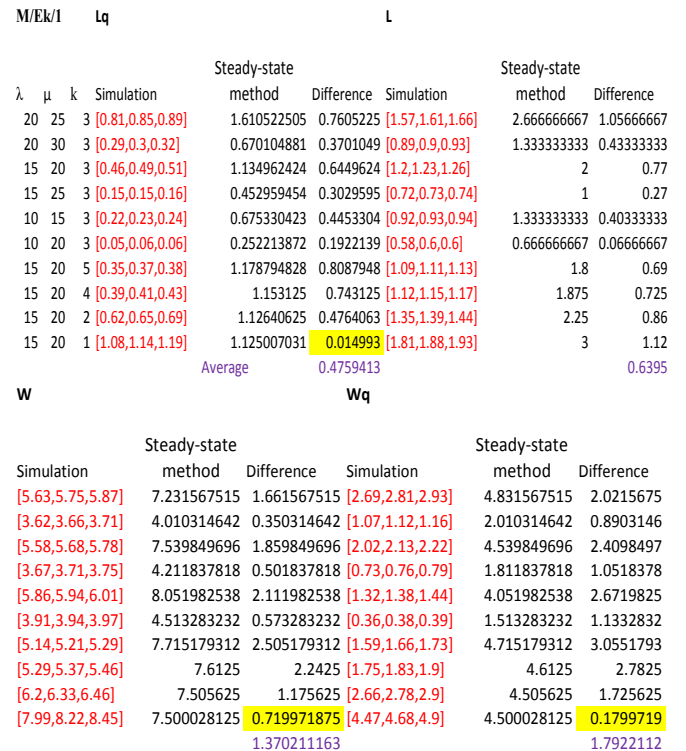 M/Ek/1 Lq L
Steady-state Steady-state
λ μ k Simulation method Difference Simulation method Difference
20 25 3 [0.81,0.85,0.89] 1.610522505 0.7605225 [1.57,1.61,1.66] 2.666666667 1.05666667
20 30 3 [0.29,0.3,0.32] 0.670104881 0.3701049 [0.89,0.9,0.93] 1.333333333 0.43333333
15 20 3 [0.46,0.49,0.51] 1.134962424 0.6449624 [1.2,1.23,1.26] 2 0.77
15 25 3 [0.15,0.15,0.16] 0.452959454 0.3029595 [0.72,0.73,0.74] 1 0.27
10 15 3 [0.22,0.23,0.24] 0.675330423 0.4453304 [0.92,0.93,0.94] 1.333333333 0.40333333
10 20 3 [0.05,0.06,0.06] 0.252213872 0.1922139 [0.58,0.6,0.6] 0.666666667 0.06666667
15 20 5 [0.35,0.37,0.38] 1.178794828 0.8087948 [1.09,1.11,1.13] 1.8 0.69
15 20 4 [0.39,0.41,0.43] 1.153125 0.743125 [1.12,1.15,1.17] 1.875 0.725
15 20 2 [0.62,0.65,0.69] 1.12640625 0.4764063 [1.35,1.39,1.44] 2.25 0.86
15 20 1 [1.08,1.14,1.19] 1.125007031 0.014993 [1.81,1.88,1.93] 3 1.12
Average 0.4759413 0.6395
W Wq
Steady-state Steady-state
Simulation method Difference Simulation method Difference
[5.63,5.75,5.87] 7.231567515 1.661567515 [2.69,2.81,2.93] 4.831567515 2.0215675
[3.62,3.66,3.71] 4.010314642 0.350314642 [1.07,1.12,1.16] 2.010314642 0.8903146
[5.58,5.68,5.78] 7.539849696 1.859849696 [2.02,2.13,2.22] 4.539849696 2.4098497
[3.67,3.71,3.75] 4.211837818 0.501837818 [0.73,0.76,0.79] 1.811837818 1.0518378
[5.86,5.94,6.01] 8.051982538 2.111982538 [1.32,1.38,1.44] 4.051982538 2.6719825
[3.91,3.94,3.97] 4.513283232 0.573283232 [0.36,0.38,0.39] 1.513283232 1.1332832
[5.14,5.21,5.29] 7.715179312 2.505179312 [1.59,1.66,1.73] 4.715179312 3.0551793
[5.29,5.37,5.46] 7.6125 2.2425 [1.75,1.83,1.9] 4.6125 2.7825
[6.2,6.33,6.46] 7.505625 1.175625 [2.66,2.78,2.9] 4.505625 1.725625
[7.99,8.22,8.45] 7.500028125 0.719971875 [4.47,4.68,4.9] 4.500028125 0.1799719
1.370211163 1.7922112